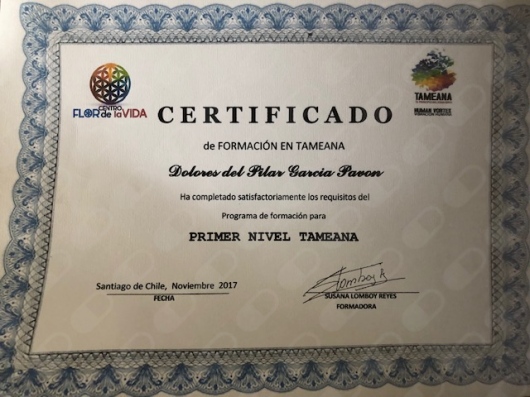 CENTRO
FLOR de la VIDA
TAMEANA
HUMAN VORTEX
CERTIFICADO
de FORMACIÓN EN TAMEANA
Dolores del Pilar Garcia Pavon
Ha completado satisfactoriamente los requisitos del
Programa de formación para
PRIMER NIVEL TAMEANA
Santiago de Chile, Noviembre 2017
FECHA
SLomboyR
SUSANA LOMBOY REYES
FORMADORA